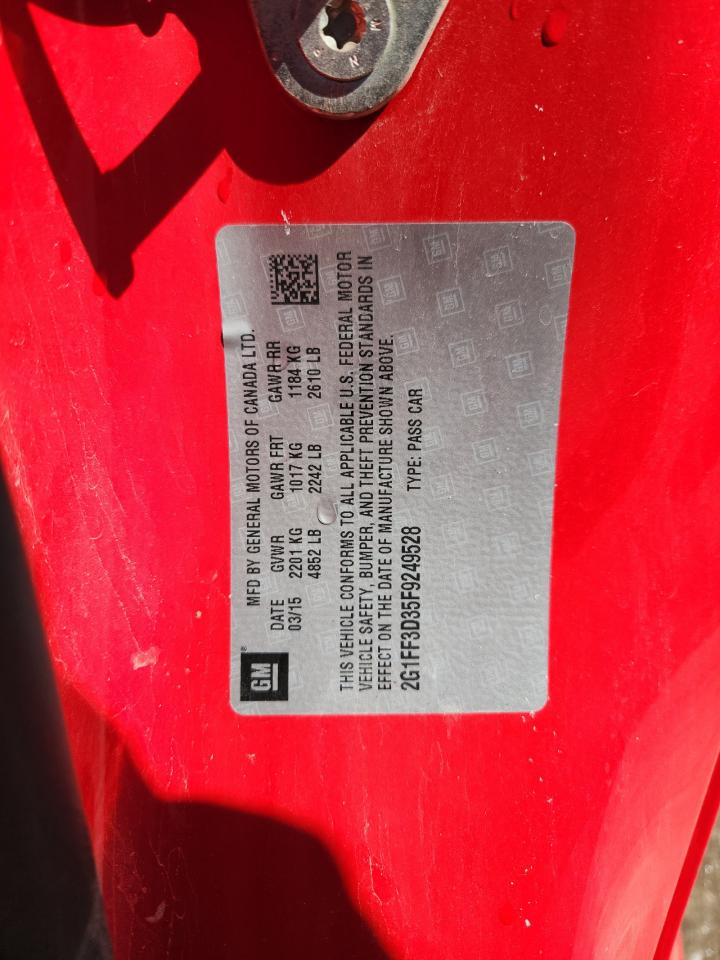 MFD BY GENERAL MOTORS OF CANADA LTD.
DATE GVWR GAWR FRT GAWR RR
03/15 2201 KG 1017 KG 1184 KG
4852 LB 2242 LB 2610 LB
GM®
THIS VEHICLE CONFORMS TO ALL APPLICABLE U.S. FEDERAL MOTOR
VEHICLE SAFETY, BUMPER, AND THEFT PREVENTION STANDARDS IN
EFFECT ON THE DATE OF MANUFACTURE SHOWN ABOVE.
2G1FF3D35F9249528 TYPE: PASS CAR